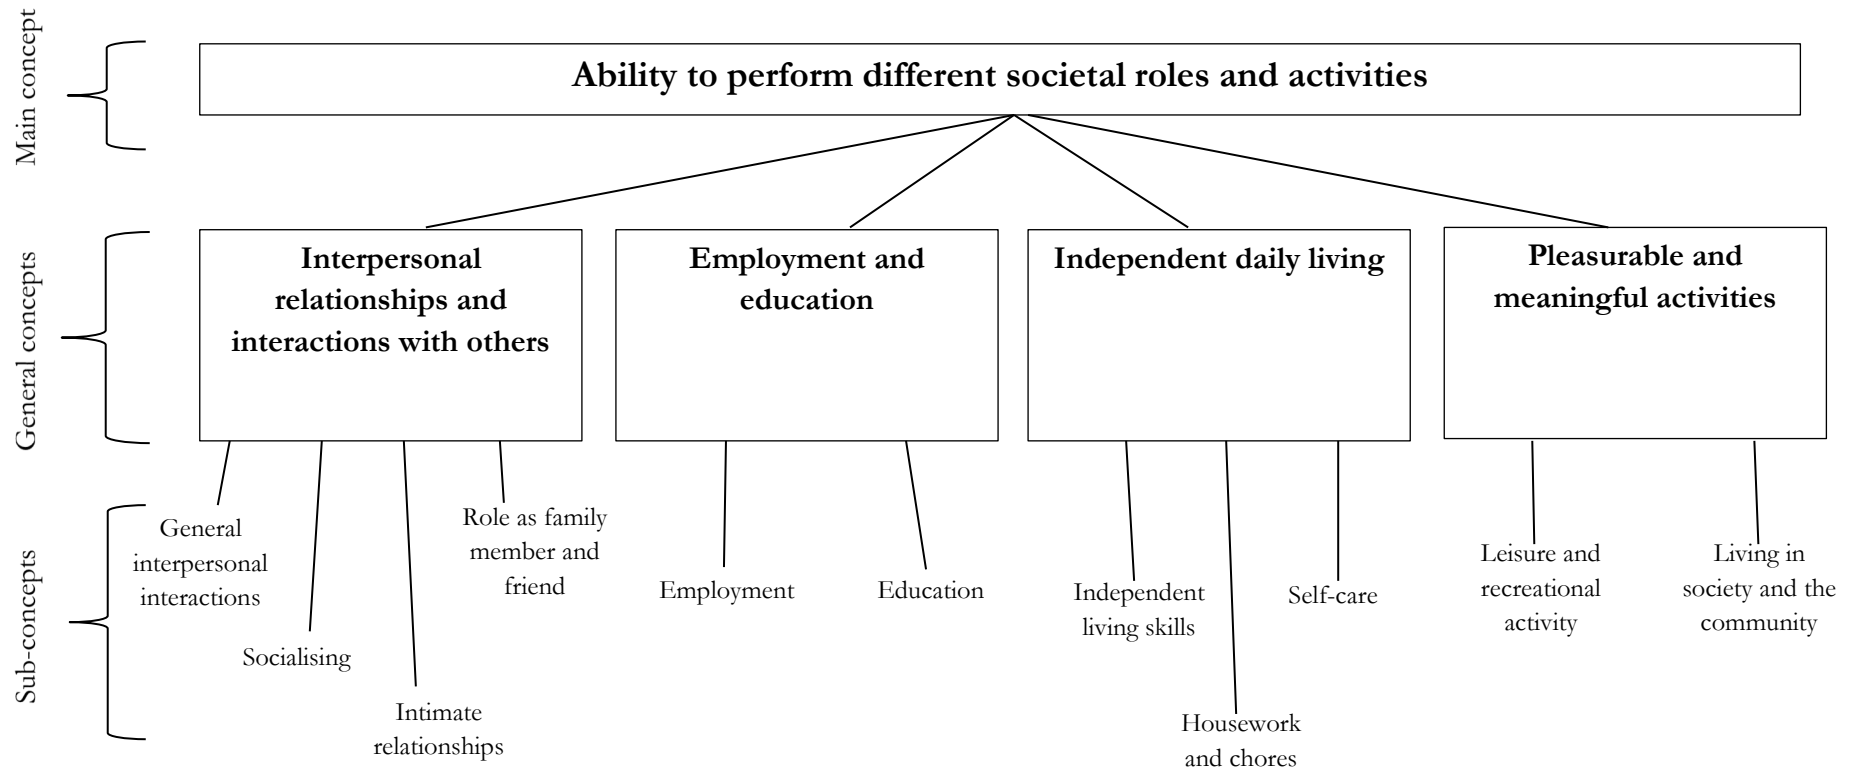 Main concept
Ability to perform different societal roles and activities
General concepts
Interpersonal
relationships and
interactions with others
Employment and
education
Independent daily living
Pleasurable and
meaningful activities
Sub-concepts
General
interpersonal
interactions
Socialising
Intimate
relationships
Role as family
member and
friend
Employment
Education
Independent
living skills
Housework
and chores
Self-care
Leisure and
recreational
activity
Living in
society and the
community